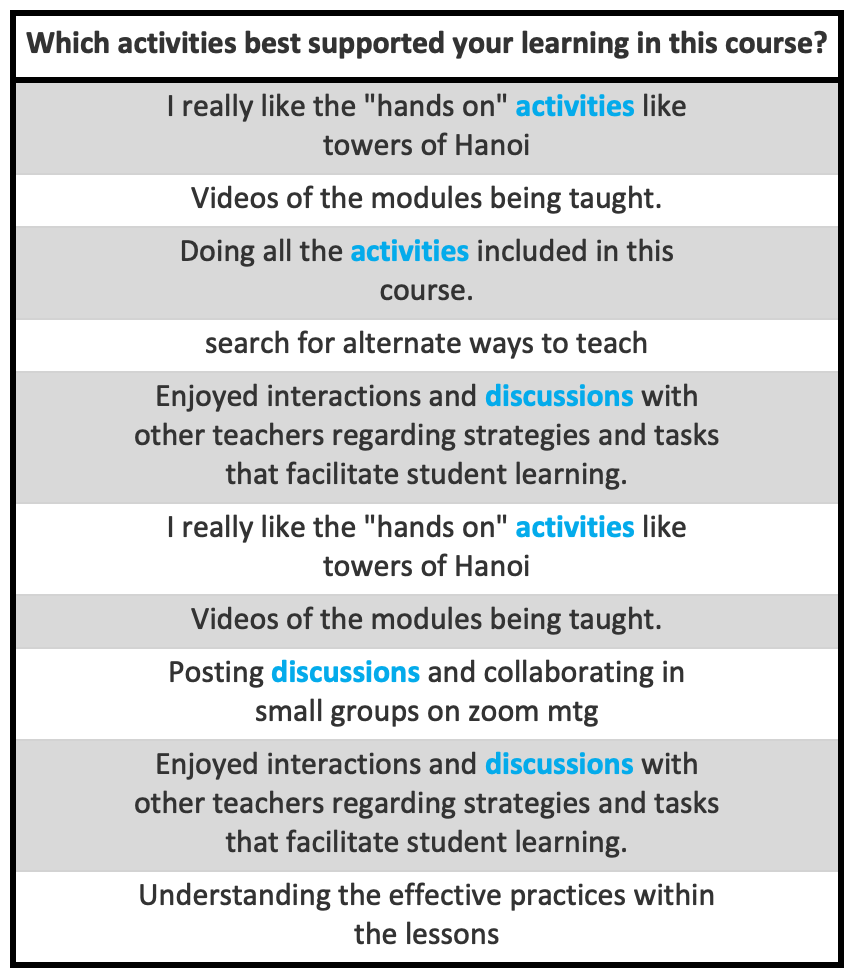 Which activities best supported your learning in this course?
I really like the "hands on" activities like
towers of Hanoi
Videos of the modules being taught.
Doing all the activities included in this
course.
search for alternate ways to teach
Enjoyed interactions and discussions with
other teachers regarding strategies and tasks
that facilitate student learning.
I really like the "hands on" activities like
towers of Hanoi
Videos of the modules being taught.
Posting discussions and collaborating in
small groups on zoom mtg
Enjoyed interactions and discussions with
other teachers regarding strategies and tasks
that facilitate student learning.
Understanding the effective practices within
the lessons